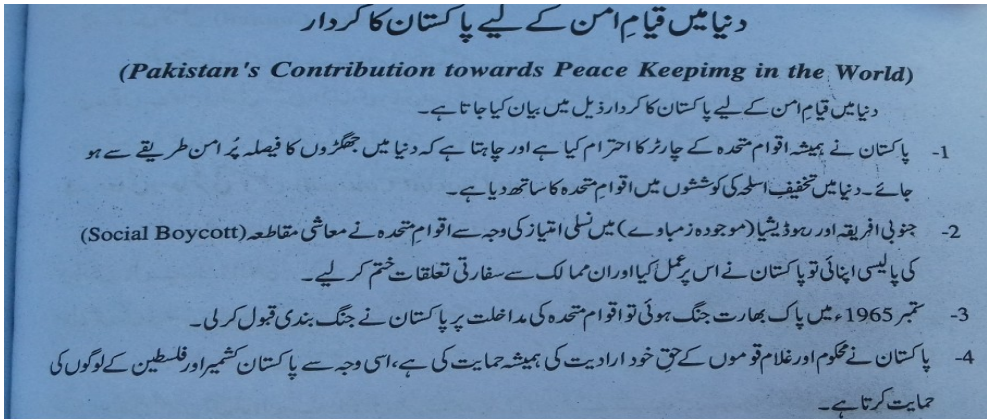 دنیا میں قیامِ امن کے لیے پاکستان کا کردار
(Pakistan's Contribution towards Peace Keepimg in the World)
دنیا میں قیامِ امن کے لیے پاکستان کا کردار ذیل میں بیان کیا جاتا ہے۔
1- پاکستان نے ہمیشہ اقوامِ متحدہ کے چارٹر کا احترام کیا ہے اور چاہتا ہے کہ دنیا میں جھگڑوں کا فیصلہ پُر امن طریقے سے ہو
جائے۔ دنیا میں تخفیفِ اسلحہ کی کوششوں میں اقوامِ متحدہ کا ساتھ دیا ہے۔
2- جنوبی افریقہ اور رہوڈیشیا (موجودہ زمباوے) میں نسلی امتیاز کی وجہ سے اقوامِ متحدہ نے معاشی مقاطعہ (Social Boycott)
کی پالیسی اپنائی تو پاکستان نے اس پر عمل کیا اور ان ممالک سے سفارتی تعلقات ختم کر لیے۔
3- ستمبر 1965ء میں پاک بھارت جنگ ہوئی تو اقوامِ متحدہ کی مداخلت پر پاکستان نے جنگ بندی قبول کر لی۔
4- پاکستان نے محکوم اور غلام قوموں کے حقِ خود ارادیت کی ہمیشہ حمایت کی ہے، اسی وجہ سے پاکستان کشمیر اور فلسطین کے لوگوں کی
حمایت کرتا ہے۔